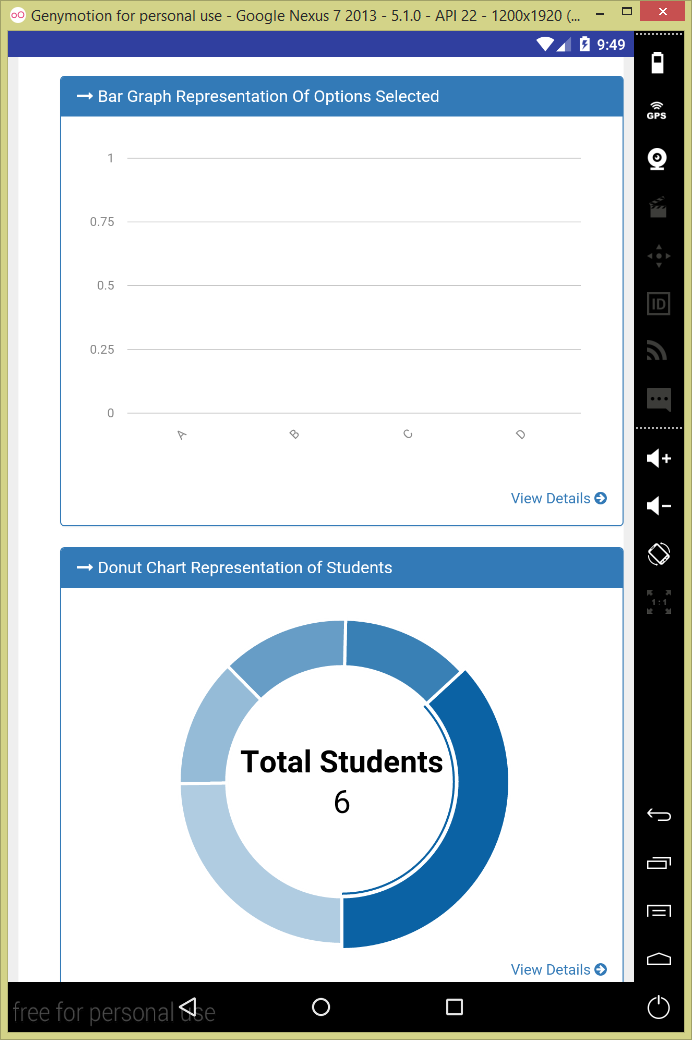 Genymotion for personal use - Google Nexus 7 2013 - 5.1.0 - API 22 - 1200x1920 (...
9:49
GPS
ID
1:1
Bar Graph Representation Of Options Selected
1
0.75
0.5
0.25
0
A B C D
View Details
Donut Chart Representation of Students
Total Students
6
View Details
free for personal use